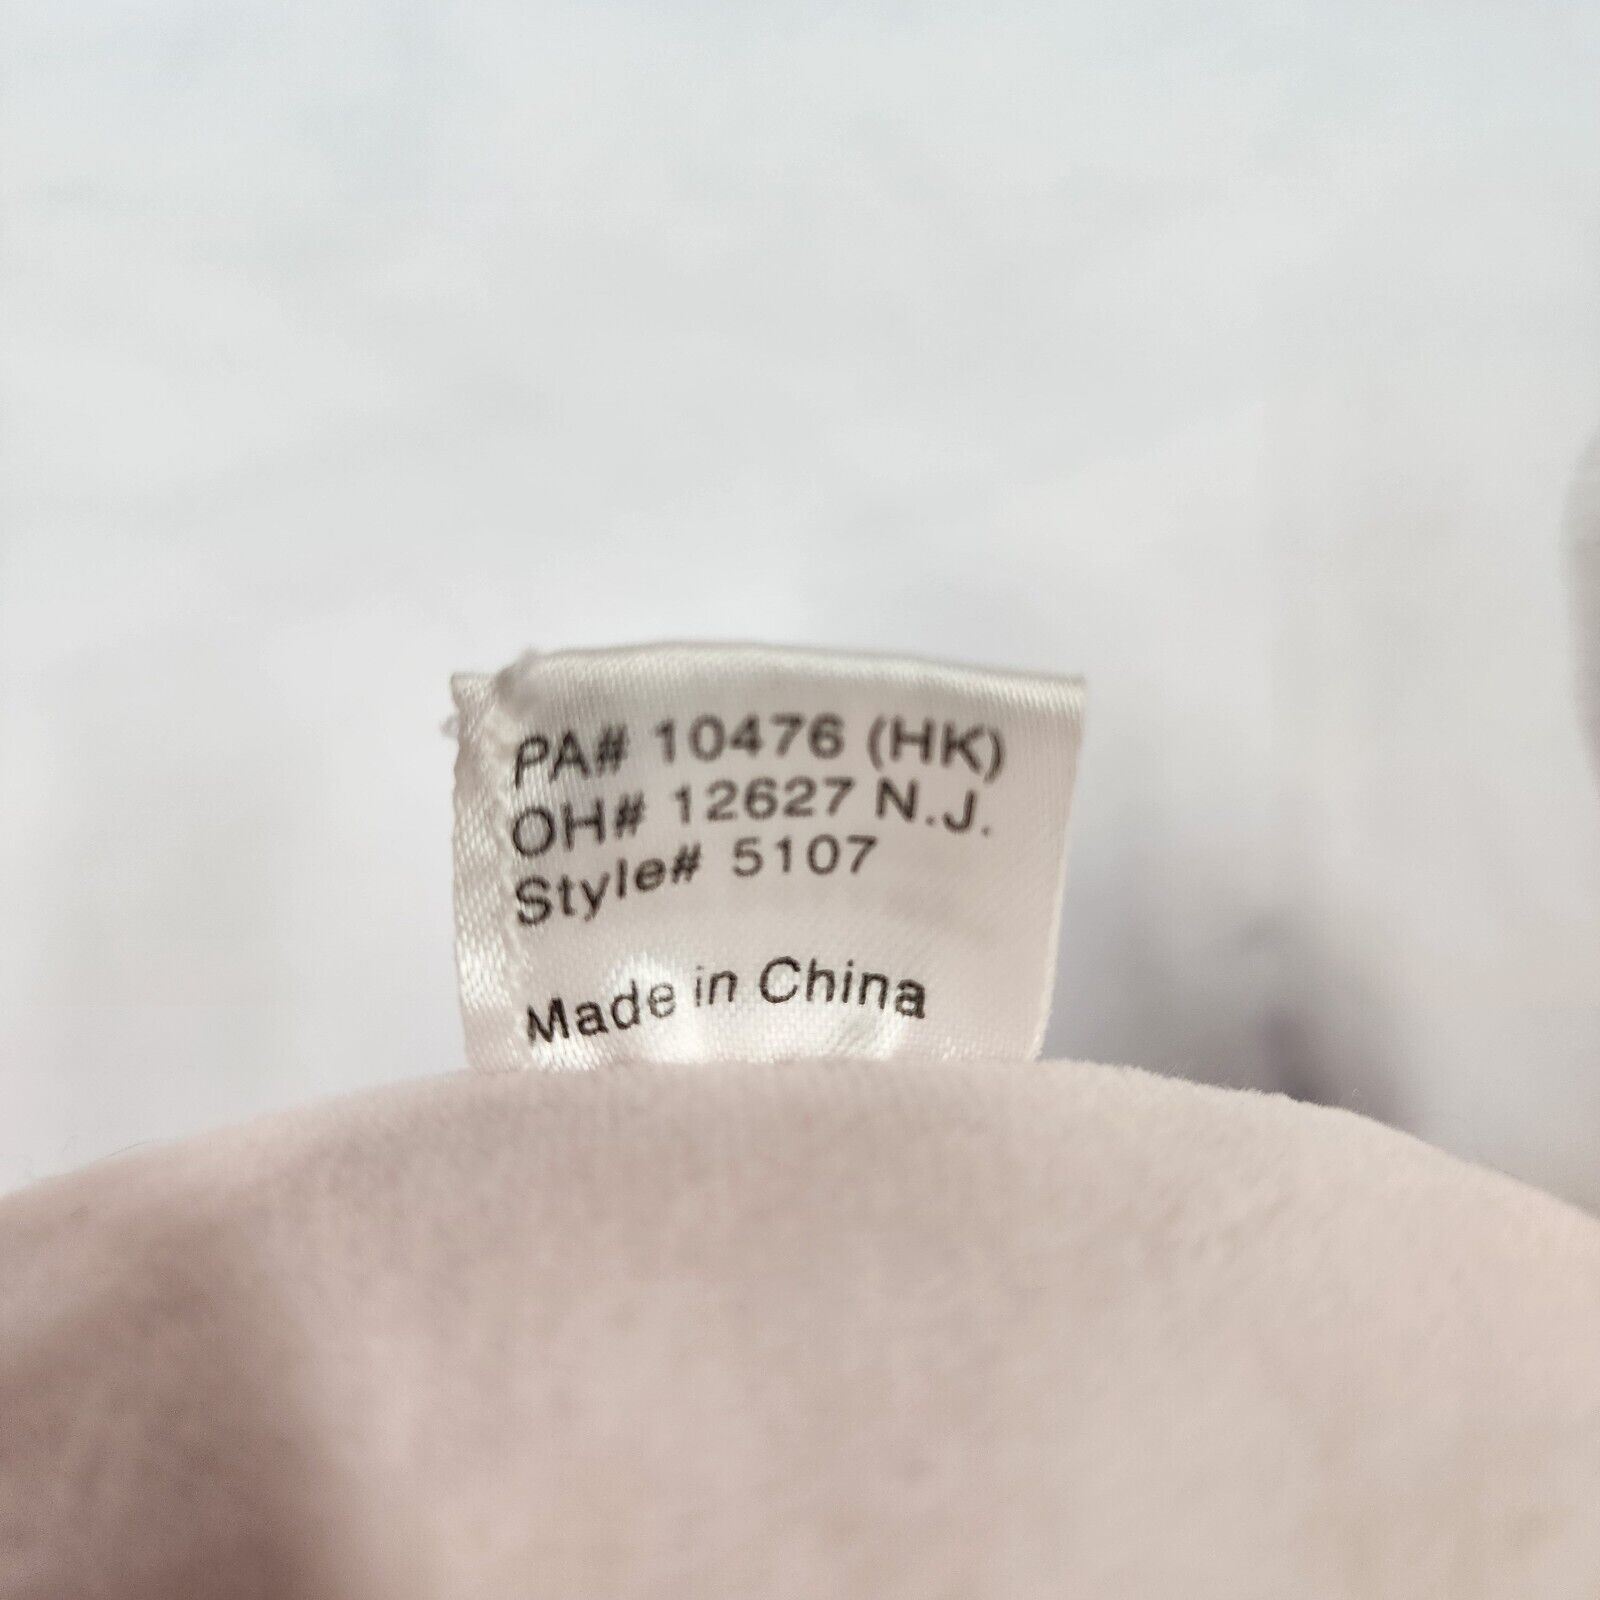 PA# 10476 (HK)
OH# 12627 N.J.
Style# 5107
Made in China